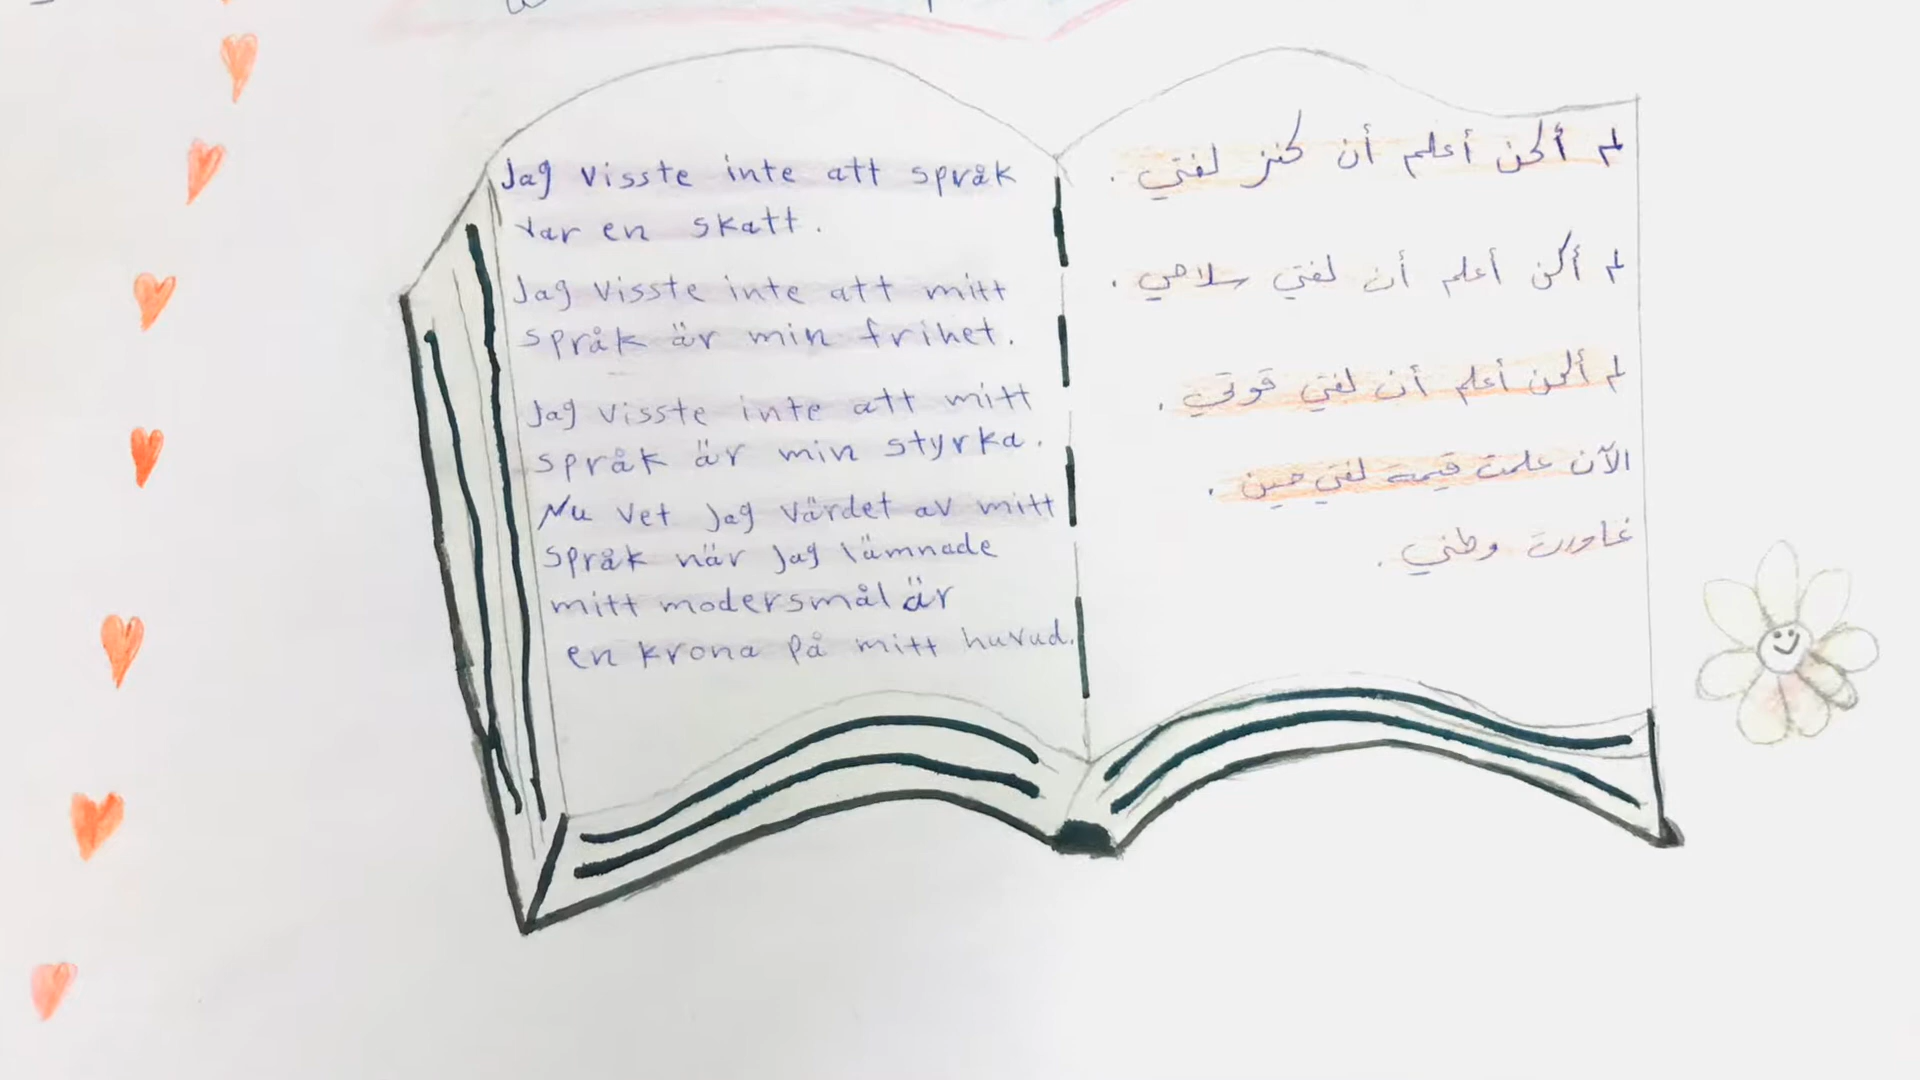 Jag visste inte att språk
var en skatt.
Jag visste inte att mitt
språk är min frihet.
Jag visste inte att mitt
språk är min styrka.
Nu vet jag värdet av mitt
språk när jag lämnade
mitt modersmål är
en krona på mitt huvud.
لم أكن أعلم أن كنز لغتي .
لم أكن أعلم أن لغتي سلاحي .
لم أكن أعلم أن لغتي قوتي .
الآن علمت قيمة لغتي حين .
غادرت وطني .